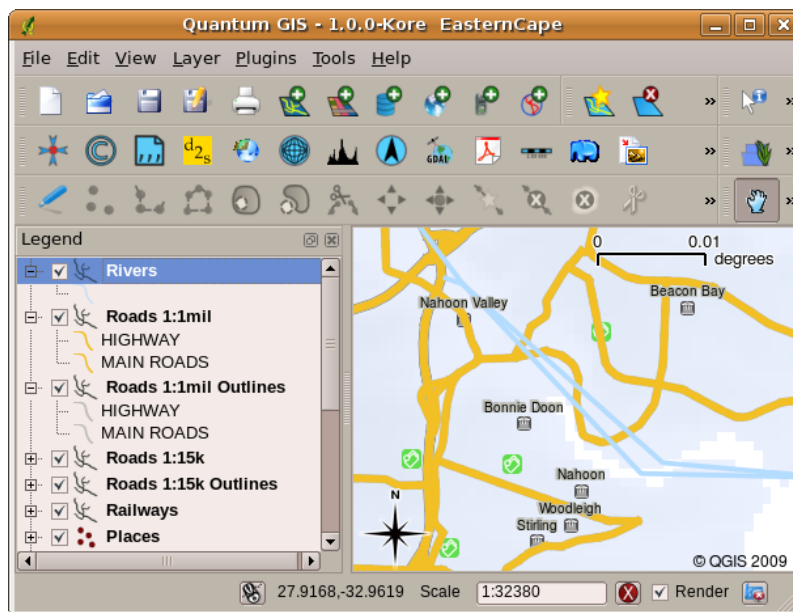 Quantum GIS - 1.0.0-Kore EasternCape
File Edit View Layer Plugins Tools Help
d2s
GDAL
Legend
Rivers
Roads 1:1mil
HIGHWAY
MAIN ROADS
Roads 1:1mil Outlines
HIGHWAY
MAIN ROADS
Roads 1:15k
Roads 1:15k Outlines
Railways
Places
0 0.01
degrees
Nahoon Valley
Beacon Bay
Bonnie Doon
Nahoon
Woodleigh
Stirling
N
© QGIS 2009
27.9168,-32.9619 Scale 1:32380 Render